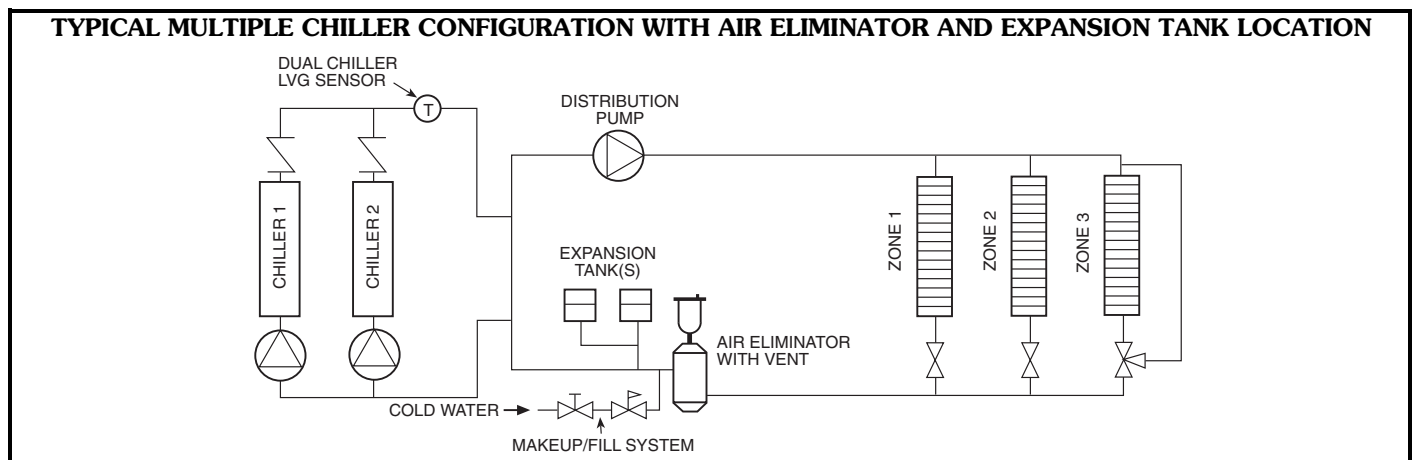 TYPICAL MULTIPLE CHILLER CONFIGURATION WITH AIR ELIMINATOR AND EXPANSION TANK LOCATION
DUAL CHILLER
LVG SENSOR
T
DISTRIBUTION
PUMP
CHILLER 1
CHILLER 2
ZONE 1
ZONE 2
ZONE 3
EXPANSION
TANK(S)
AIR ELIMINATOR
WITH VENT
COLD WATER
MAKEUP/FILL SYSTEM